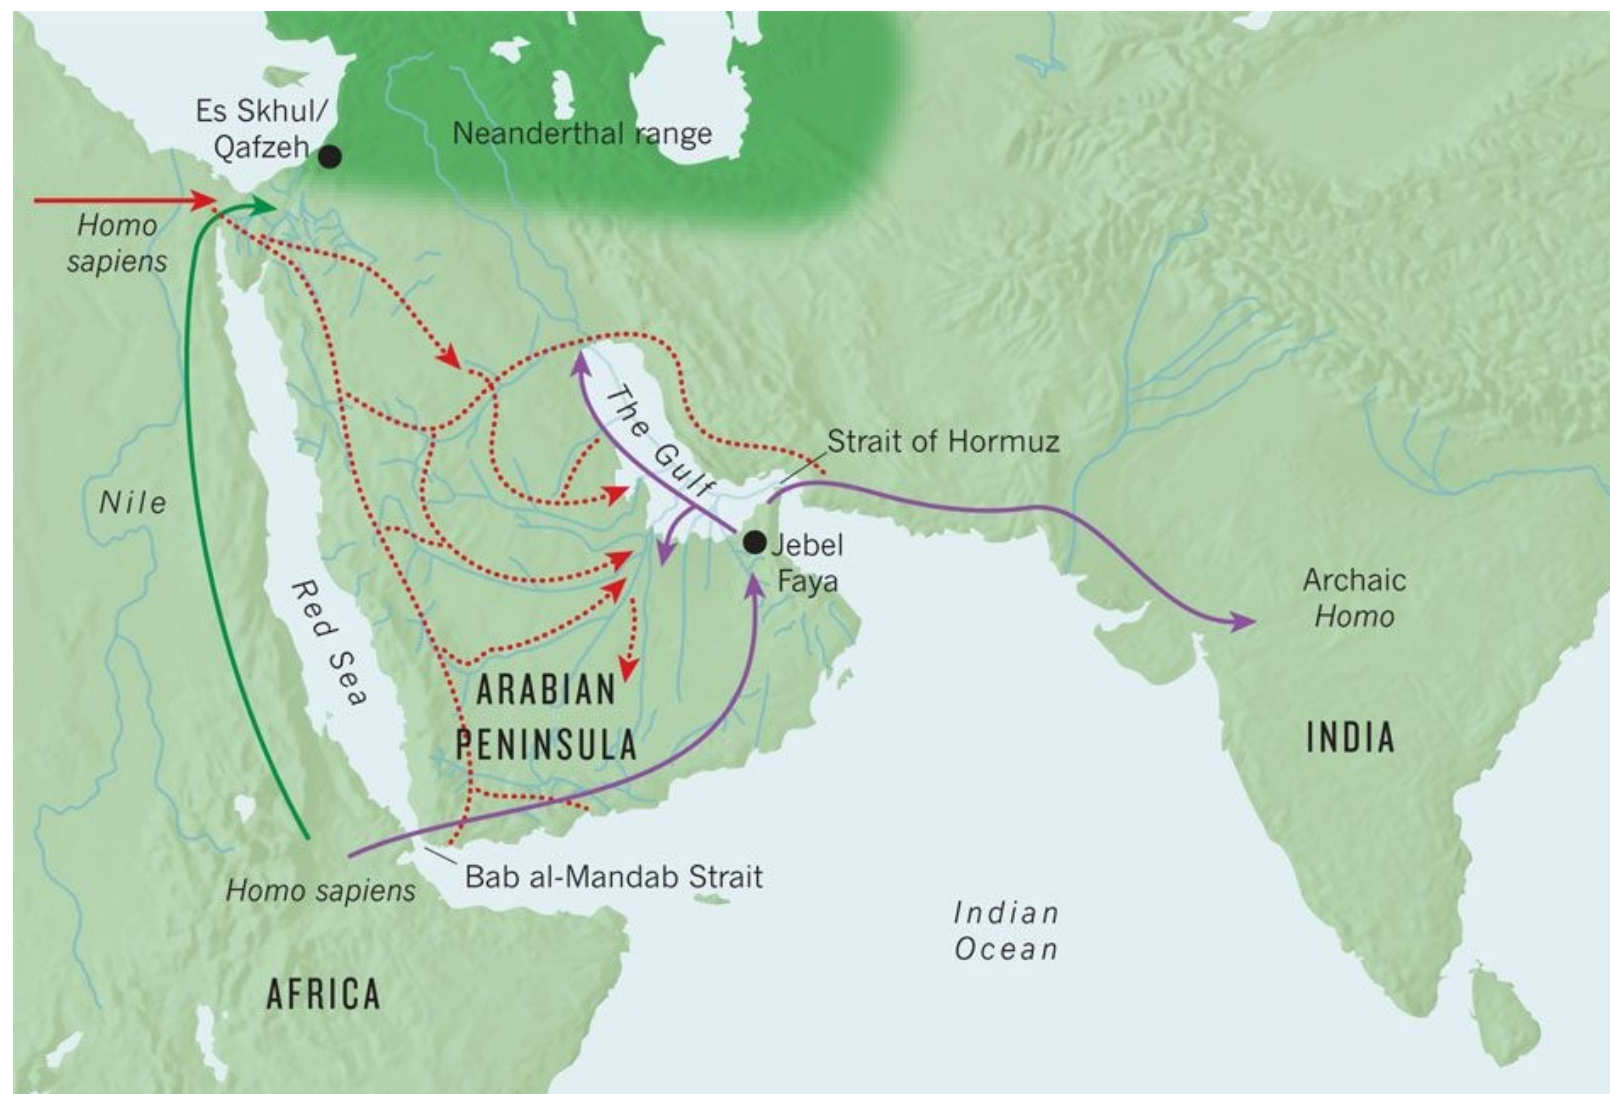 Es Skhul/
Qafzeh
Neanderthal range
Homo
sapiens
The Gulf
Strait of Hormuz
Nile
Jebel
Faya
Archaic
Homo
Red Sea
ARABIAN
PENINSULA
INDIA
Homo sapiens
Bab al-Mandab Strait
Indian
Ocean
AFRICA